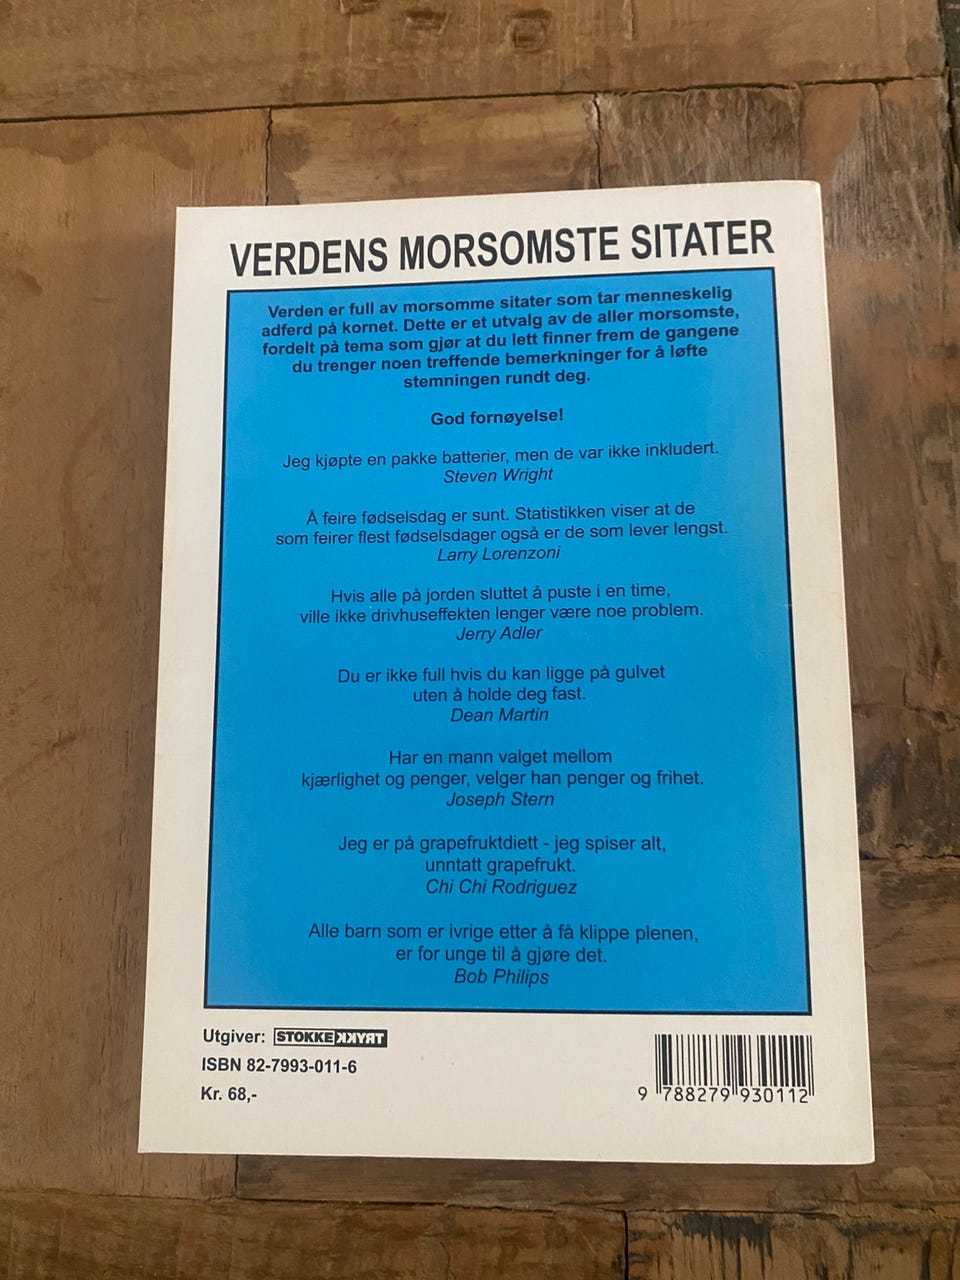 VERDENS MORSOMSTE SITATER
Verden er full av morsomme sitater som tar menneskelig
adferd på kornet. Dette er et utvalg av de aller morsomste,
fordelt på tema som gjør at du lett finner frem de gangene
du trenger noen treffende bemerkninger for å løfte
stemningen rundt deg.
God fornøyelse!
Jeg kjøpte en pakke batterier, men de var ikke inkludert.
Steven Wright
Å feire fødselsdag er sunt. Statistikken viser at de
som feirer flest fødselsdager også er de som lever lengst.
Larry Lorenzoni
Hvis alle på jorden sluttet å puste i en time,
ville ikke drivhuseffekten lenger være noe problem.
Jerry Adler
Du er ikke full hvis du kan ligge på gulvet
uten å holde deg fast.
Dean Martin
Har en mann valget mellom
kjærlighet og penger, velger han penger og frihet.
Joseph Stern
Jeg er på grapefruktdiett - jeg spiser alt,
unntatt grapefrukt.
Chi Chi Rodriguez
Alle barn som er ivrige etter å få klippe plenen,
er for unge til å gjøre det.
Bob Philips
Utgiver: STOKKE TRYKK
ISBN 82-7993-011-6
Kr. 68,-
9 788279 930112